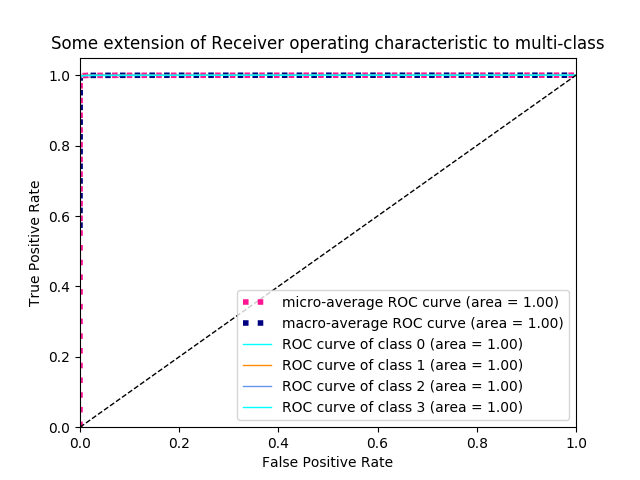 Some extension of Receiver operating characteristic to multi-class
1.0
0.8
0.6
0.4
0.2
0.0
True Positive Rate
micro-average ROC curve (area = 1.00)
macro-average ROC curve (area = 1.00)
ROC curve of class 0 (area = 1.00)
ROC curve of class 1 (area = 1.00)
ROC curve of class 2 (area = 1.00)
ROC curve of class 3 (area = 1.00)
0.0 0.2 0.4 0.6 0.8 1.0
False Positive Rate